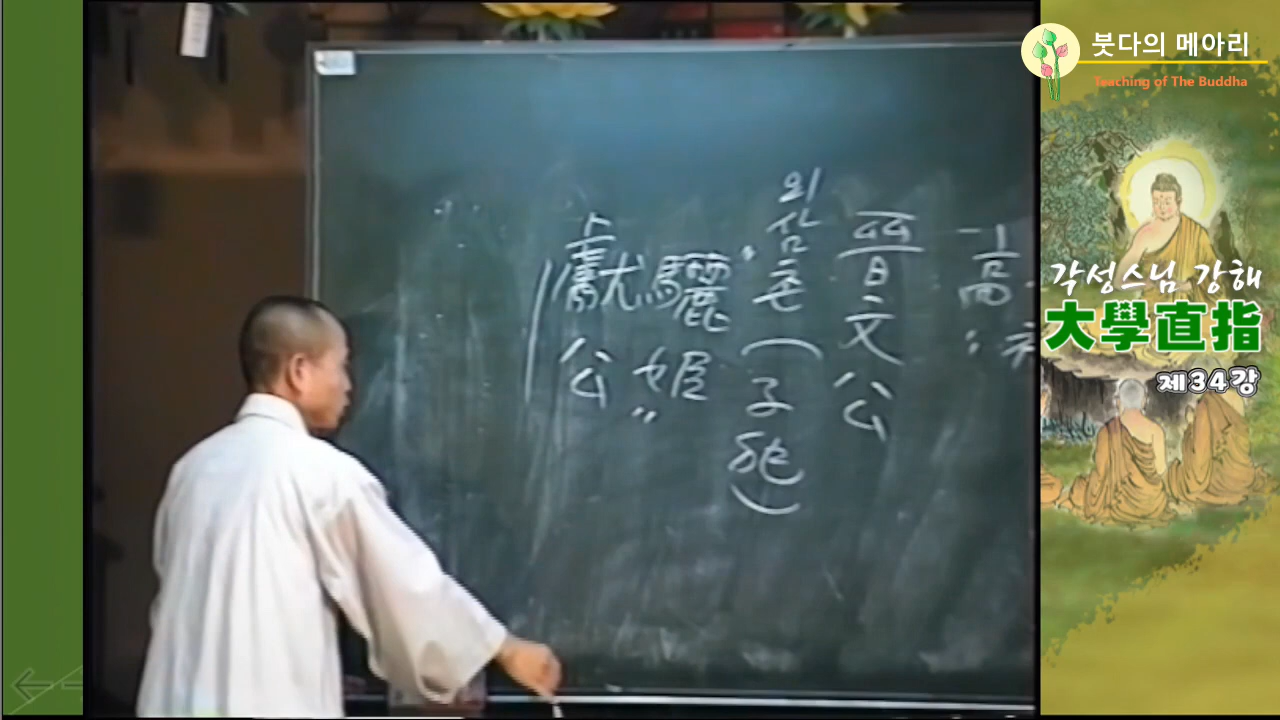 붓다의 메아리
Teaching of The Buddha
각성스님 강해
大學直指
제34강
晉文公
외삼촌(子犯)
驪姬
獻公